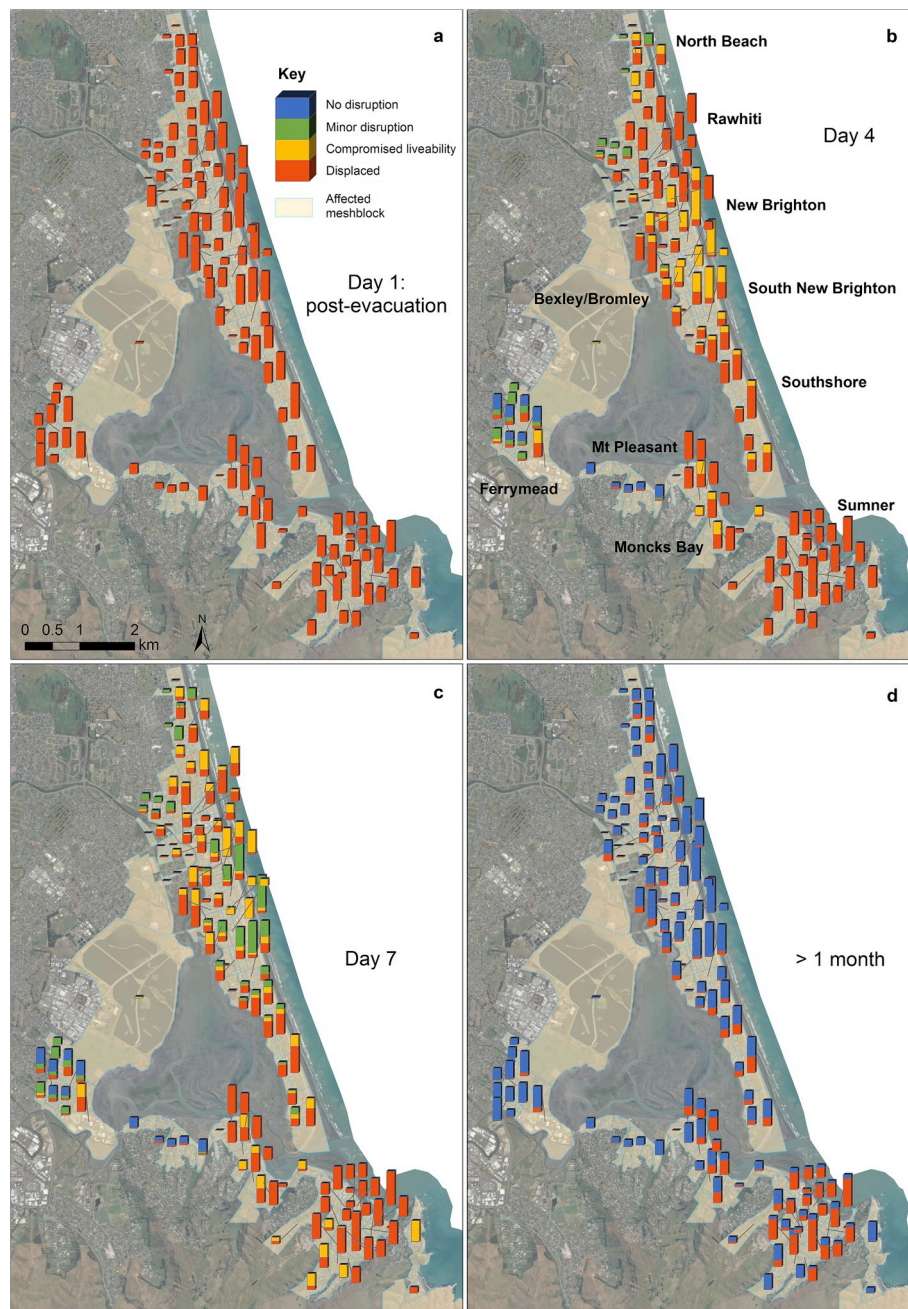 a
Key
No disruption
Minor disruption
Compromised liveability
Displaced
Affected
meshblock
Day 1:
post-evacuation
0 0.5 1 2
km
N
b
North Beach
Rawhiti
Day 4
New Brighton
Bexley/Bromley
South New Brighton
Southshore
Mt Pleasant
Ferrymead
Sumner
Moncks Bay
c
Day 7
d
> 1 month